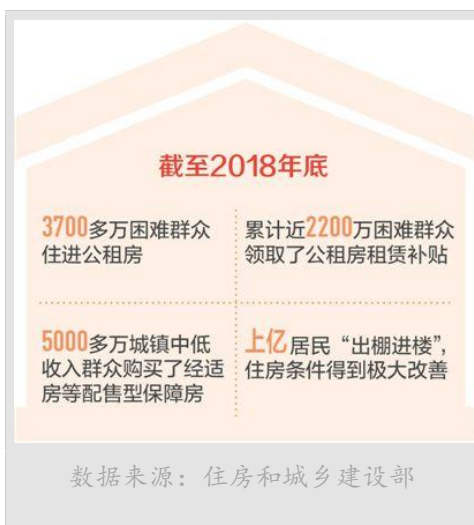 截至2018年底
3700多万困难群众
住进公租房
累计近2200万困难群众
领取了公租房租赁补贴
5000多万城镇中低
收入群众购买了经适
房等配售型保障房
上亿居民“出棚进楼”，
住房条件得到极大改善
数据来源：住房和城乡建设部